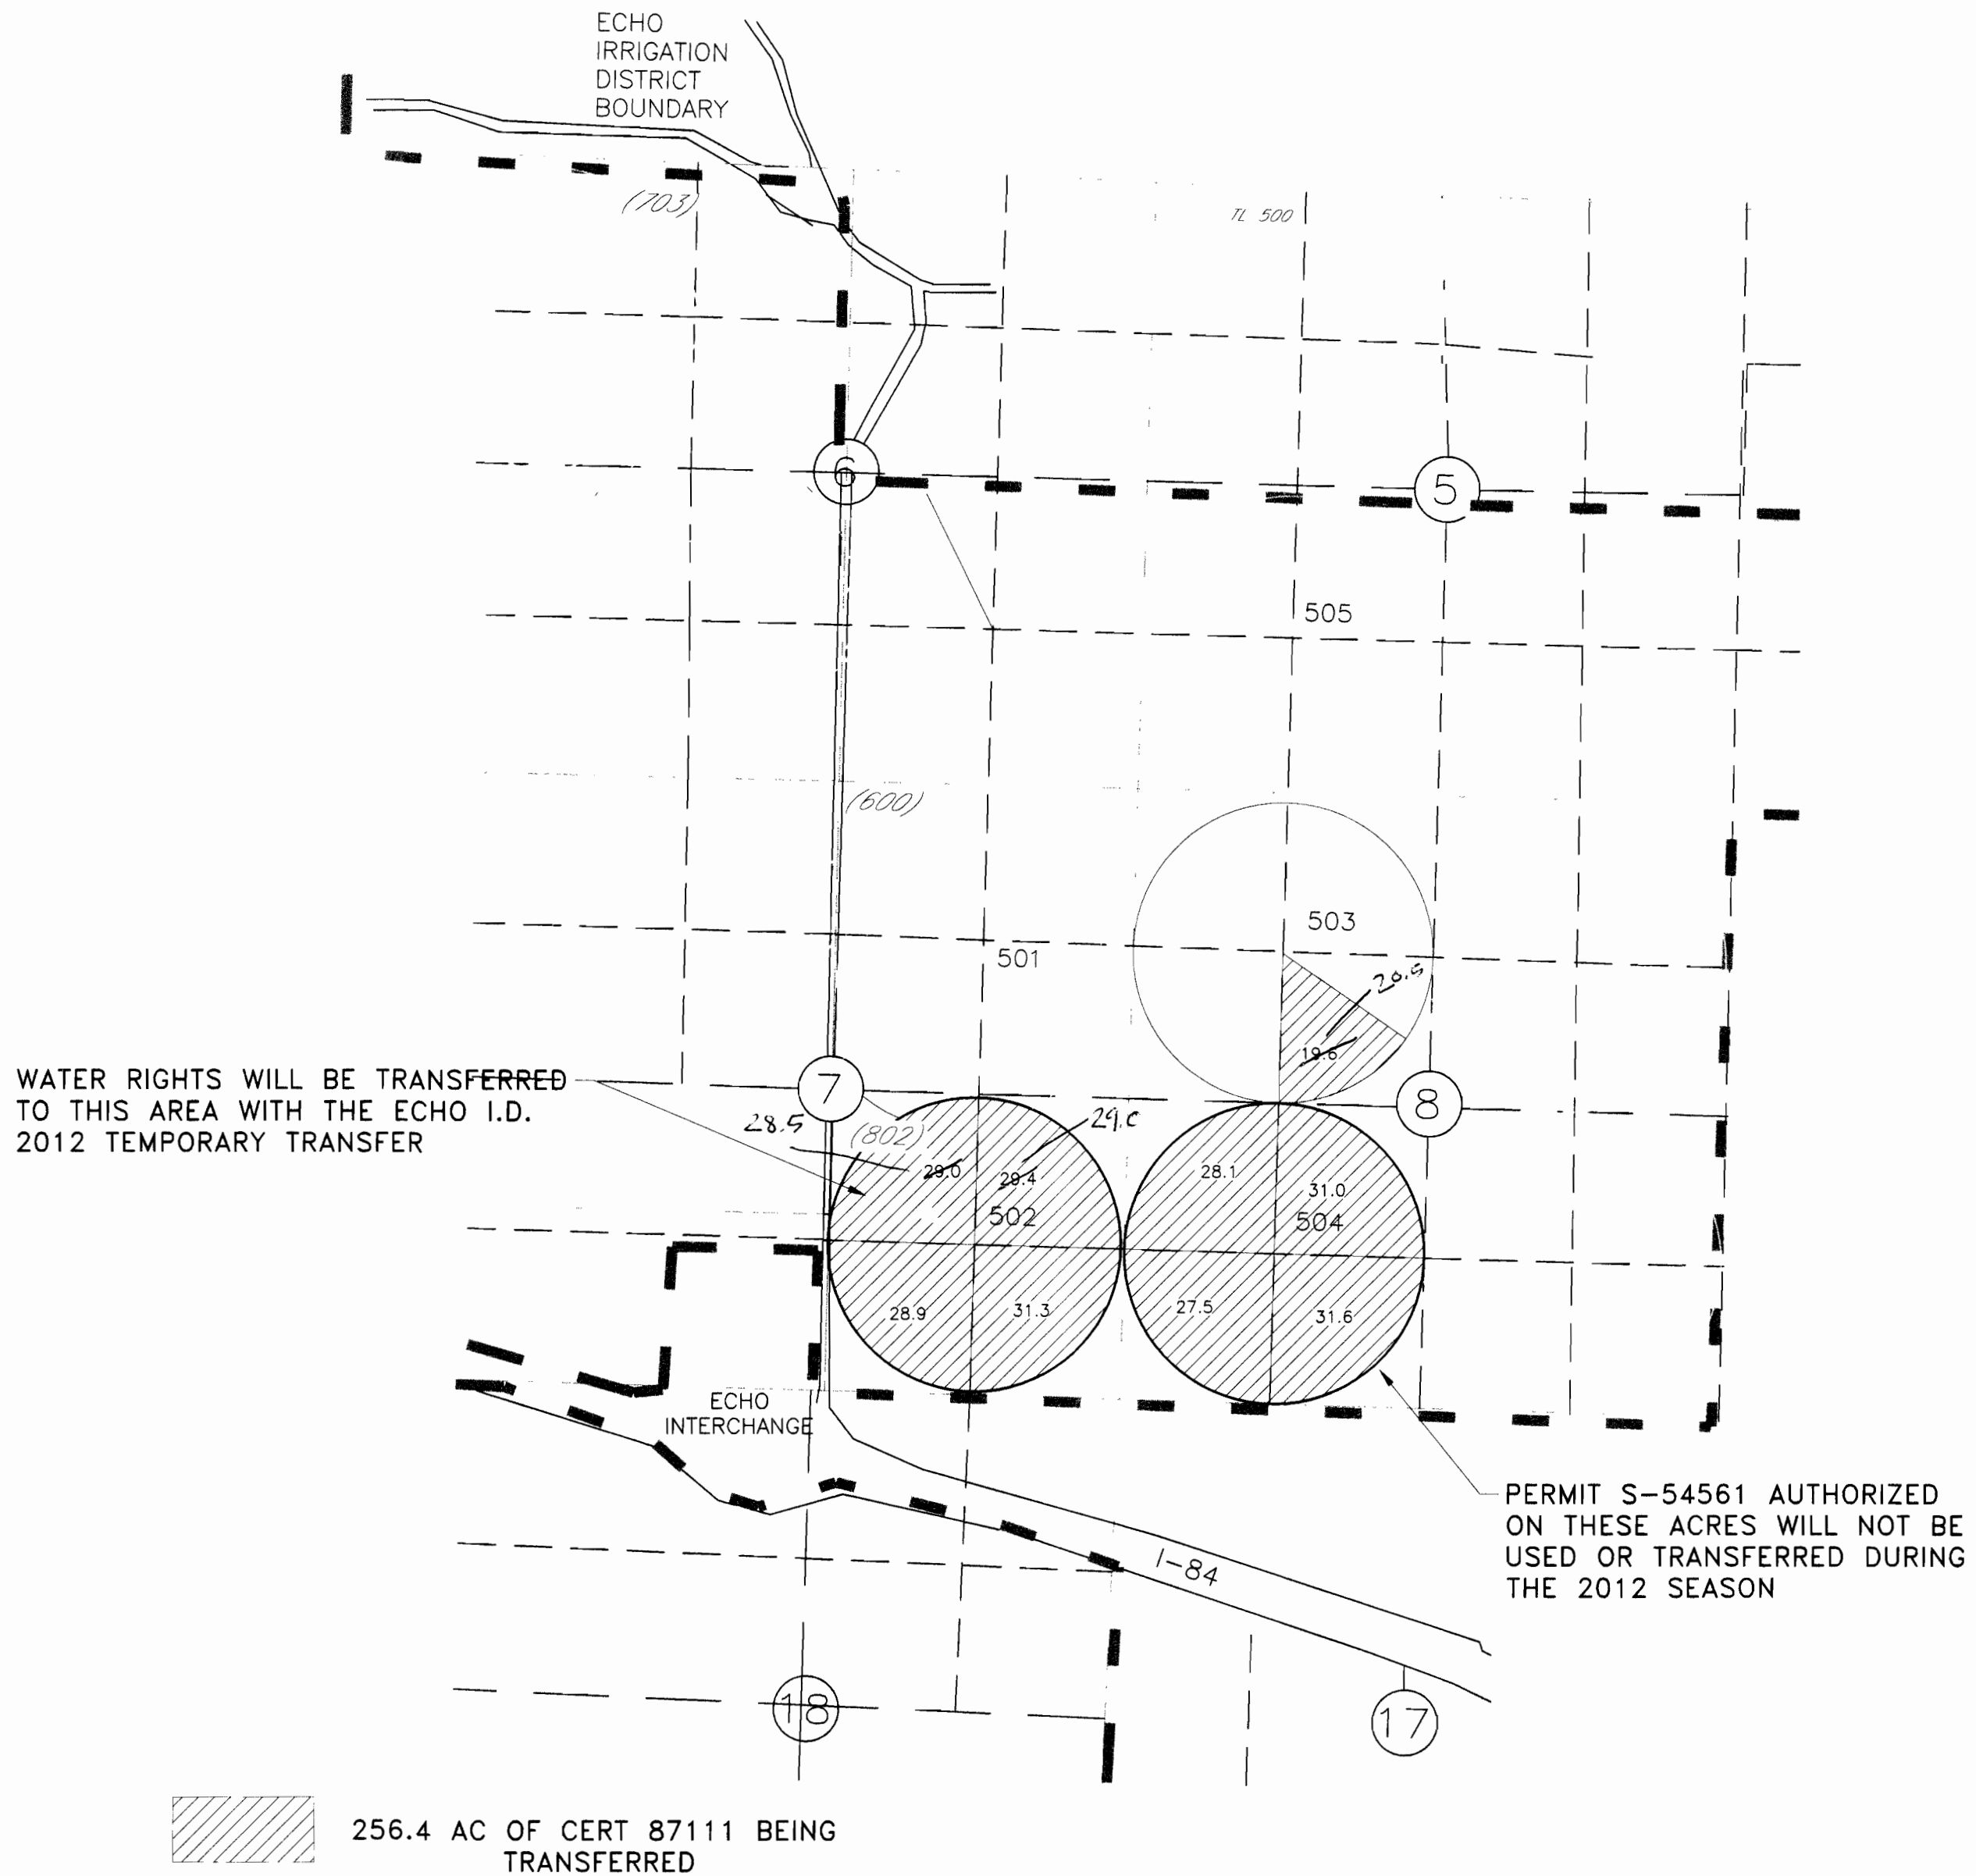 ECHO
IRRIGATION
DISTRICT
BOUNDARY
(703)
TL 500
6
5
505
(600)
503
501
20.5
19.6
WATER RIGHTS WILL BE TRANSFERRED
TO THIS AREA WITH THE ECHO I.D.
2012 TEMPORARY TRANSFER
7
8
28.5
(802)
29.0
29.4
29.0
28.1
31.0
502
504
28.9
31.3
27.5
31.6
ECHO
INTERCHANGE
PERMIT S-54561 AUTHORIZED
ON THESE ACRES WILL NOT BE
USED OR TRANSFERRED DURING
THE 2012 SEASON
I-84
18
17
256.4 AC OF CERT 87111 BEING
TRANSFERRED